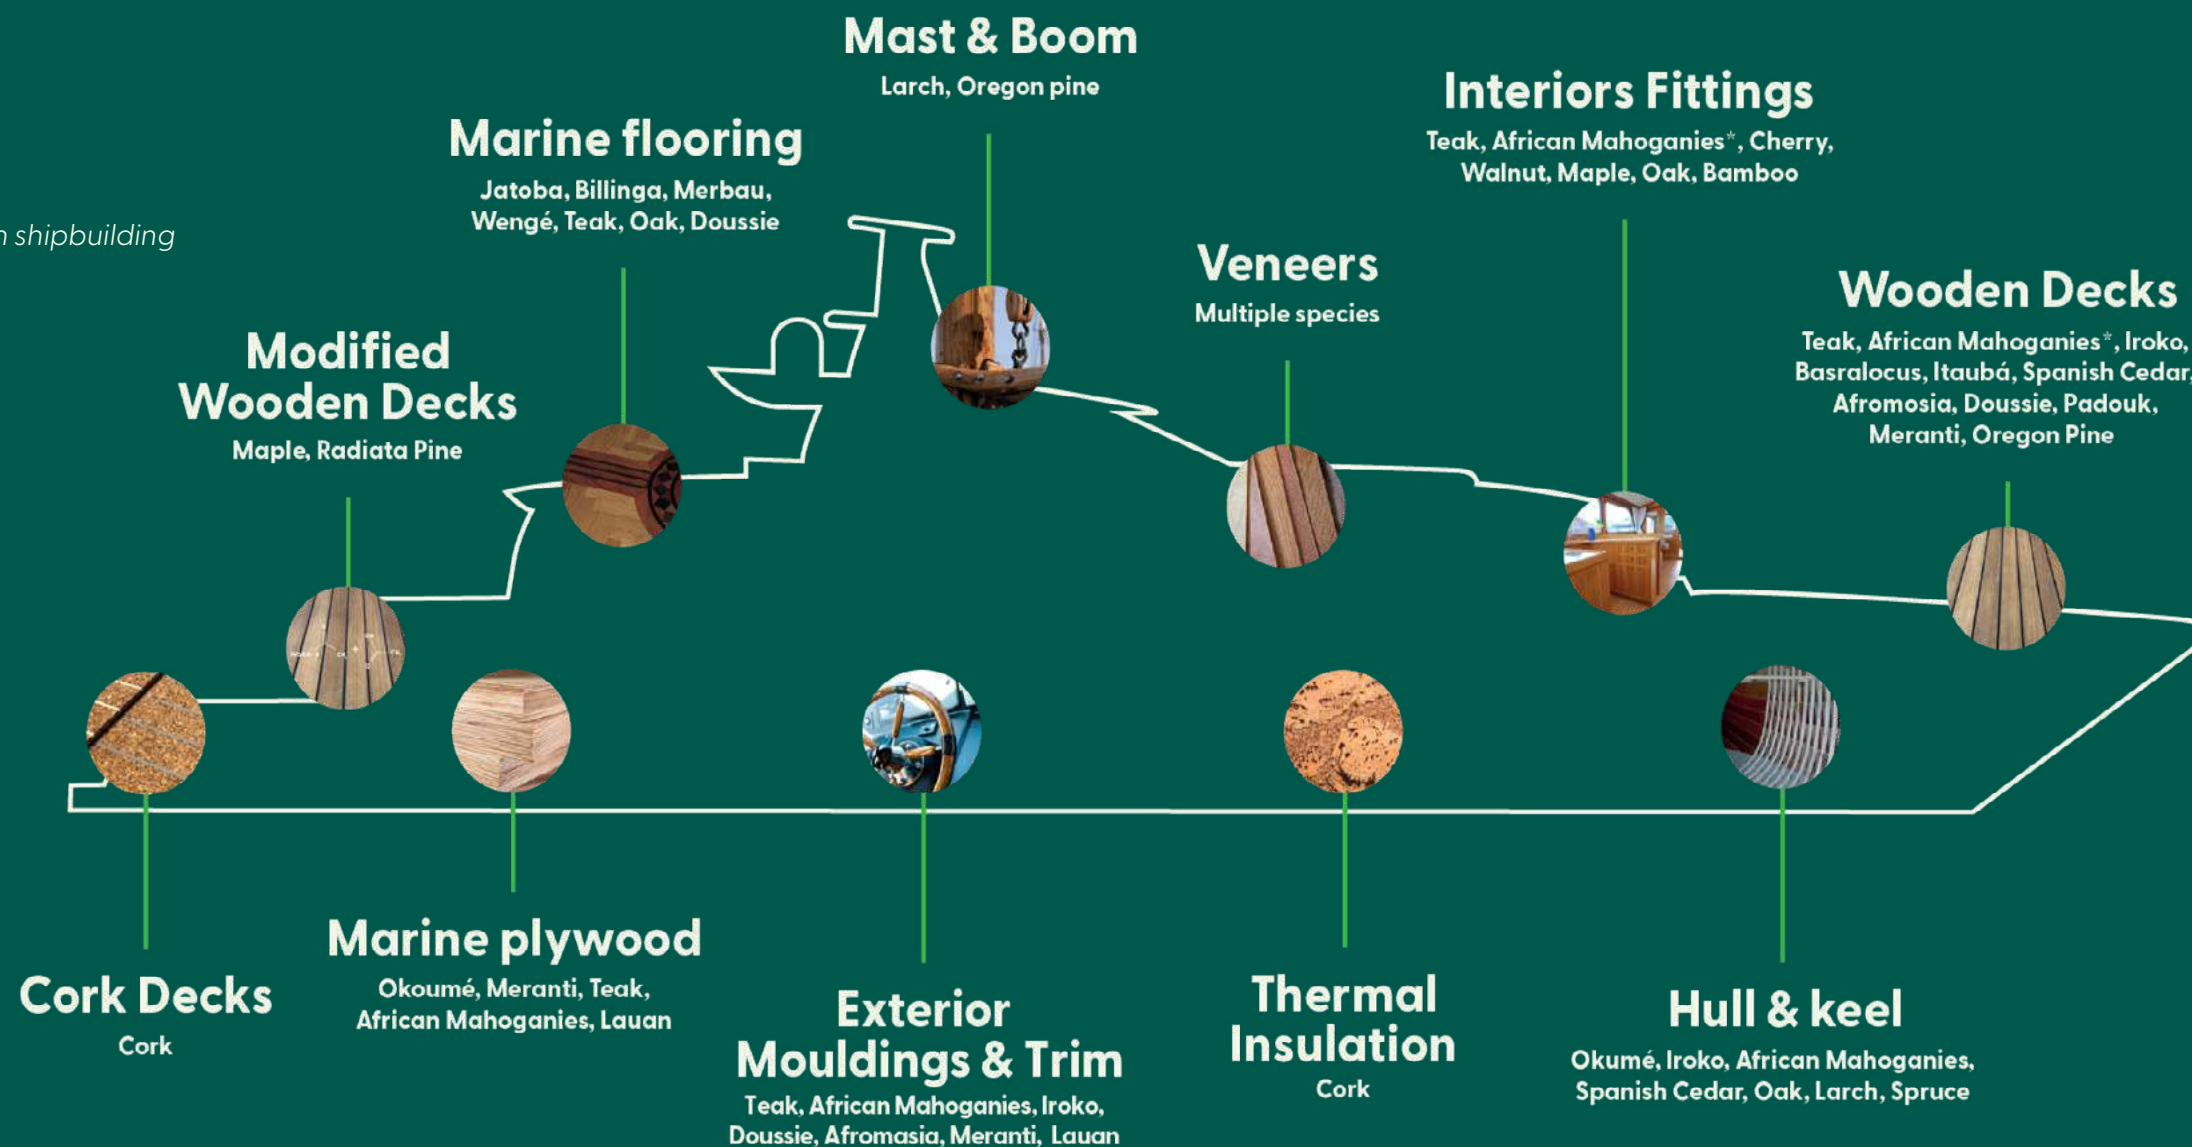 Mast & Boom
Larch, Oregon pine
Interiors Fittings
Teak, African Mahoganies*, Cherry,
Walnut, Maple, Oak, Bamboo
Marine flooring
Jatoba, Billinga, Merbau,
Wengé, Teak, Oak, Doussie
shipbuilding
Veneers
Multiple species
Wooden Decks
Teak, African Mahoganies*, Iroko,
Basralocus, Itaubá, Spanish Cedar,
Afromosia, Doussie, Padouk,
Meranti, Oregon Pine
Modified
Wooden Decks
Maple, Radiata Pine
Marine plywood
Okoumé, Meranti, Teak,
African Mahoganies, Lauan
Cork Decks
Cork
Exterior
Mouldings & Trim
Teak, African Mahoganies, Iroko,
Doussie, Afromasia, Meranti, Lauan
Thermal
Insulation
Cork
Hull & keel
Okumé, Iroko, African Mahoganies,
Spanish Cedar, Oak, Larch, Spruce